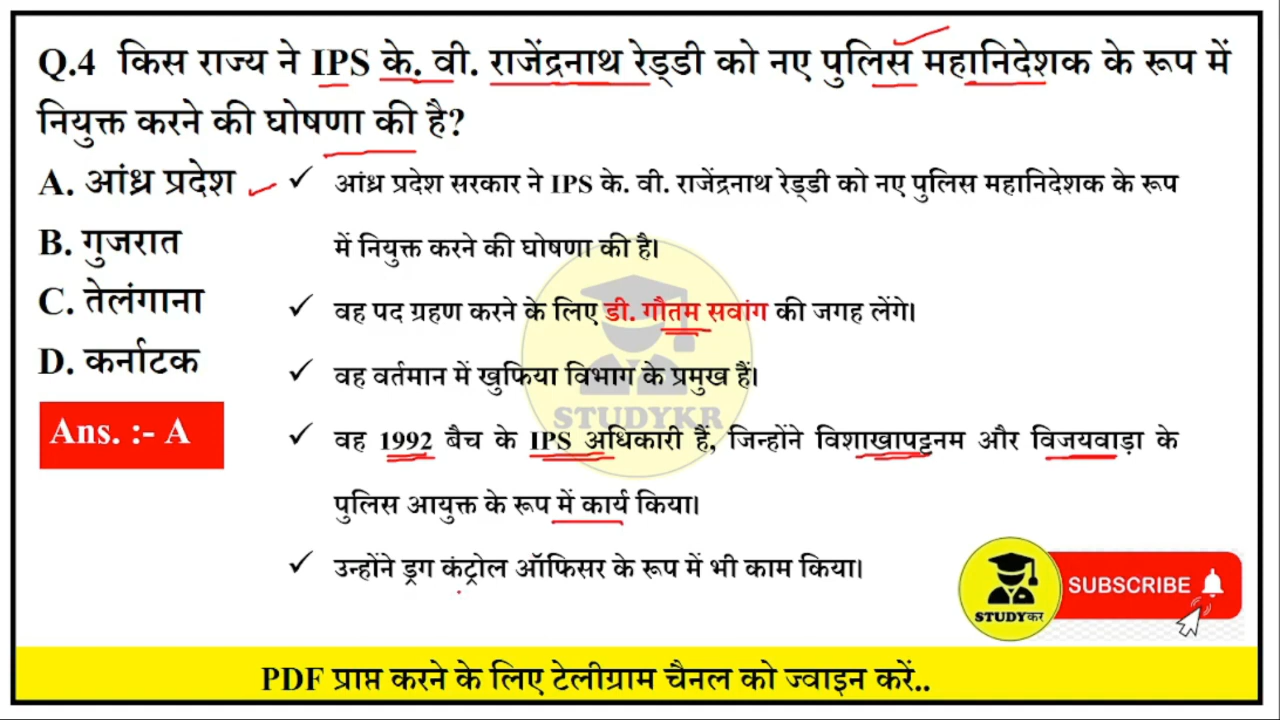 Q.4 किस राज्य ने IPS के. वी. राजेंद्रनाथ रेड्डी को नए पुलिस महानिदेशक के रूप में
नियुक्त करने की घोषणा की है?
A. आंध्र प्रदेश
B. गुजरात
C. तेलंगाना
D. कर्नाटक
Ans. :- A
✓ आंध्र प्रदेश सरकार ने IPS के. वी. राजेंद्रनाथ रेड्डी को नए पुलिस महानिदेशक के रूप
में नियुक्त करने की घोषणा की है।
✓ वह पद ग्रहण करने के लिए डी. गौतम सवांग की जगह लेंगे।
✓ वह वर्तमान में खुफिया विभाग के प्रमुख हैं।
STUDYKR
✓ वह 1992 बैच के IPS अधिकारी हैं, जिन्होंने विशाखापट्टनम और विजयवाड़ा के
पुलिस आयुक्त के रूप में कार्य किया।
✓ उन्होंने ड्रग कंट्रोल ऑफिसर के रूप में भी काम किया।
STUDYकर
SUBSCRIBE
PDF प्राप्त करने के लिए टेलीग्राम चैनल को ज्वाइन करें..